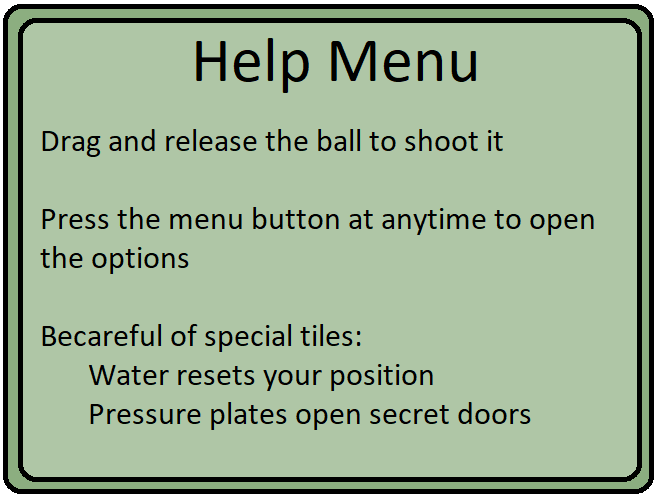 Help Menu
Drag and release the ball to shoot it
Press the menu button at anytime to open
the options
Becareful of special tiles:
Water resets your position
Pressure plates open secret doors